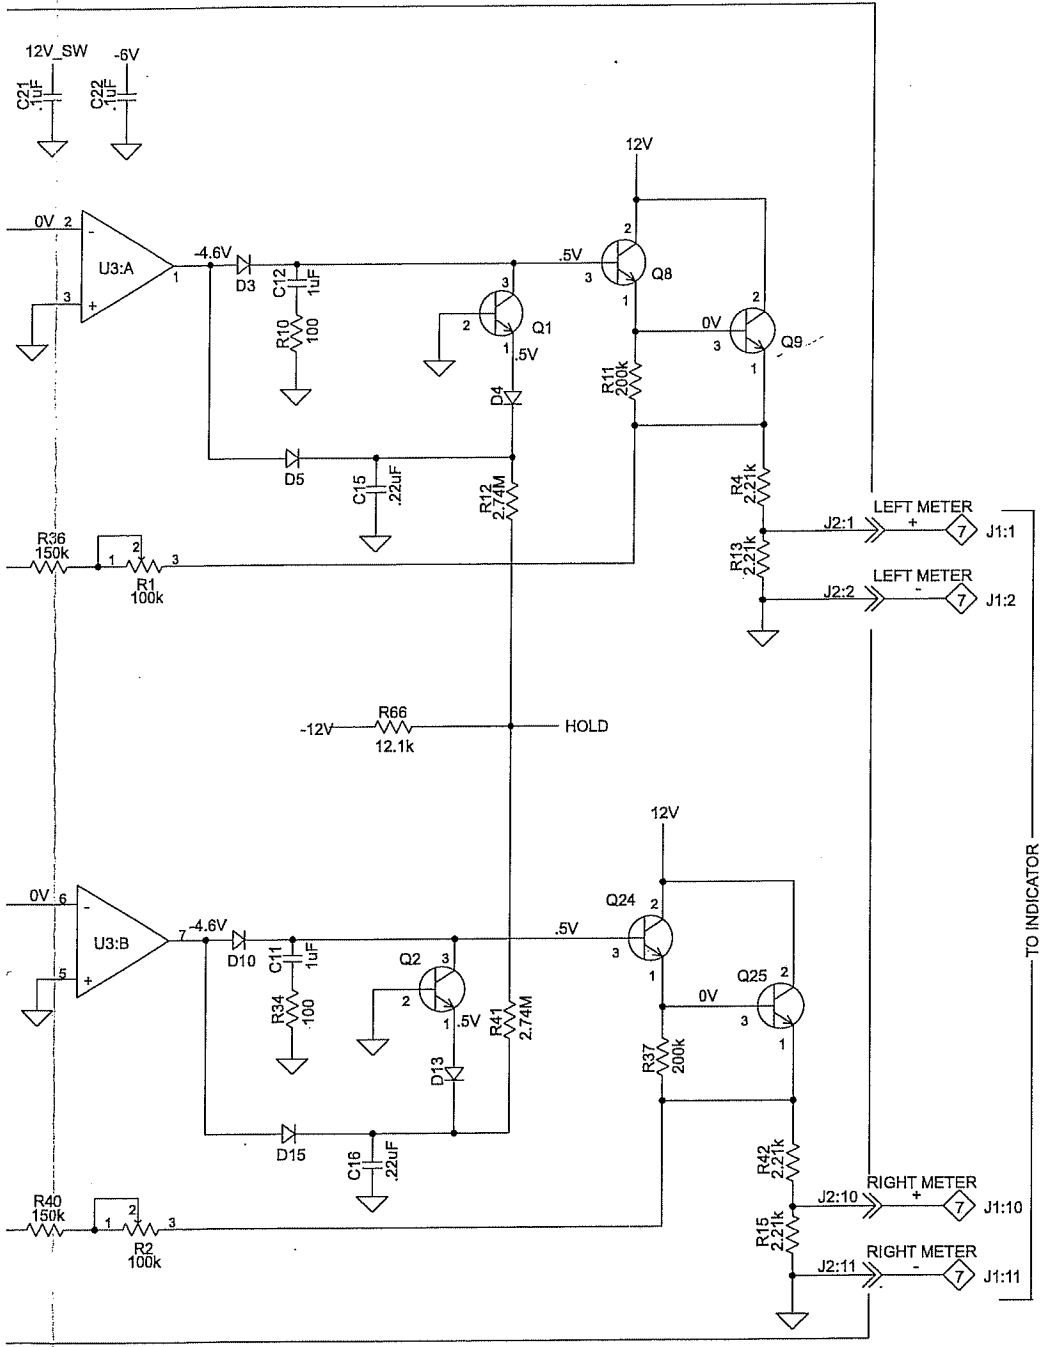 12V_SW
-6V
C21
.1uF
C22
.1uF
12V
0V
2
-
U3:A
3
+
1
-4.6V
D3
C12
1uF
R10
100
.5V
3
2
1
Q8
3
2
1
Q1
.5V
D4
0V
3
2
1
Q9
R11
200k
D5
C15
.22uF
R12
2.74M
R4
2.21k
R13
2.21k
LEFT METER
J2:1
+
7
J1:1
LEFT METER
J2:2
-
7
J1:2
R36
150k
1
2
3
R1
100k
-12V
R66
12.1k
HOLD
12V
0V
6
-
U3:B
5
+
7
-4.6V
D10
C11
1uF
R34
100
.5V
Q24
2
3
1
Q2
3
2
1
.5V
D13
R41
2.74M
0V
Q25
2
3
1
R37
200k
TO INDICATOR
D15
C16
.22uF
R42
2.21k
R15
2.21k
RIGHT METER
J2:10
+
7
J1:10
RIGHT METER
J2:11
-
7
J1:11
R40
150k
1
2
3
R2
100k